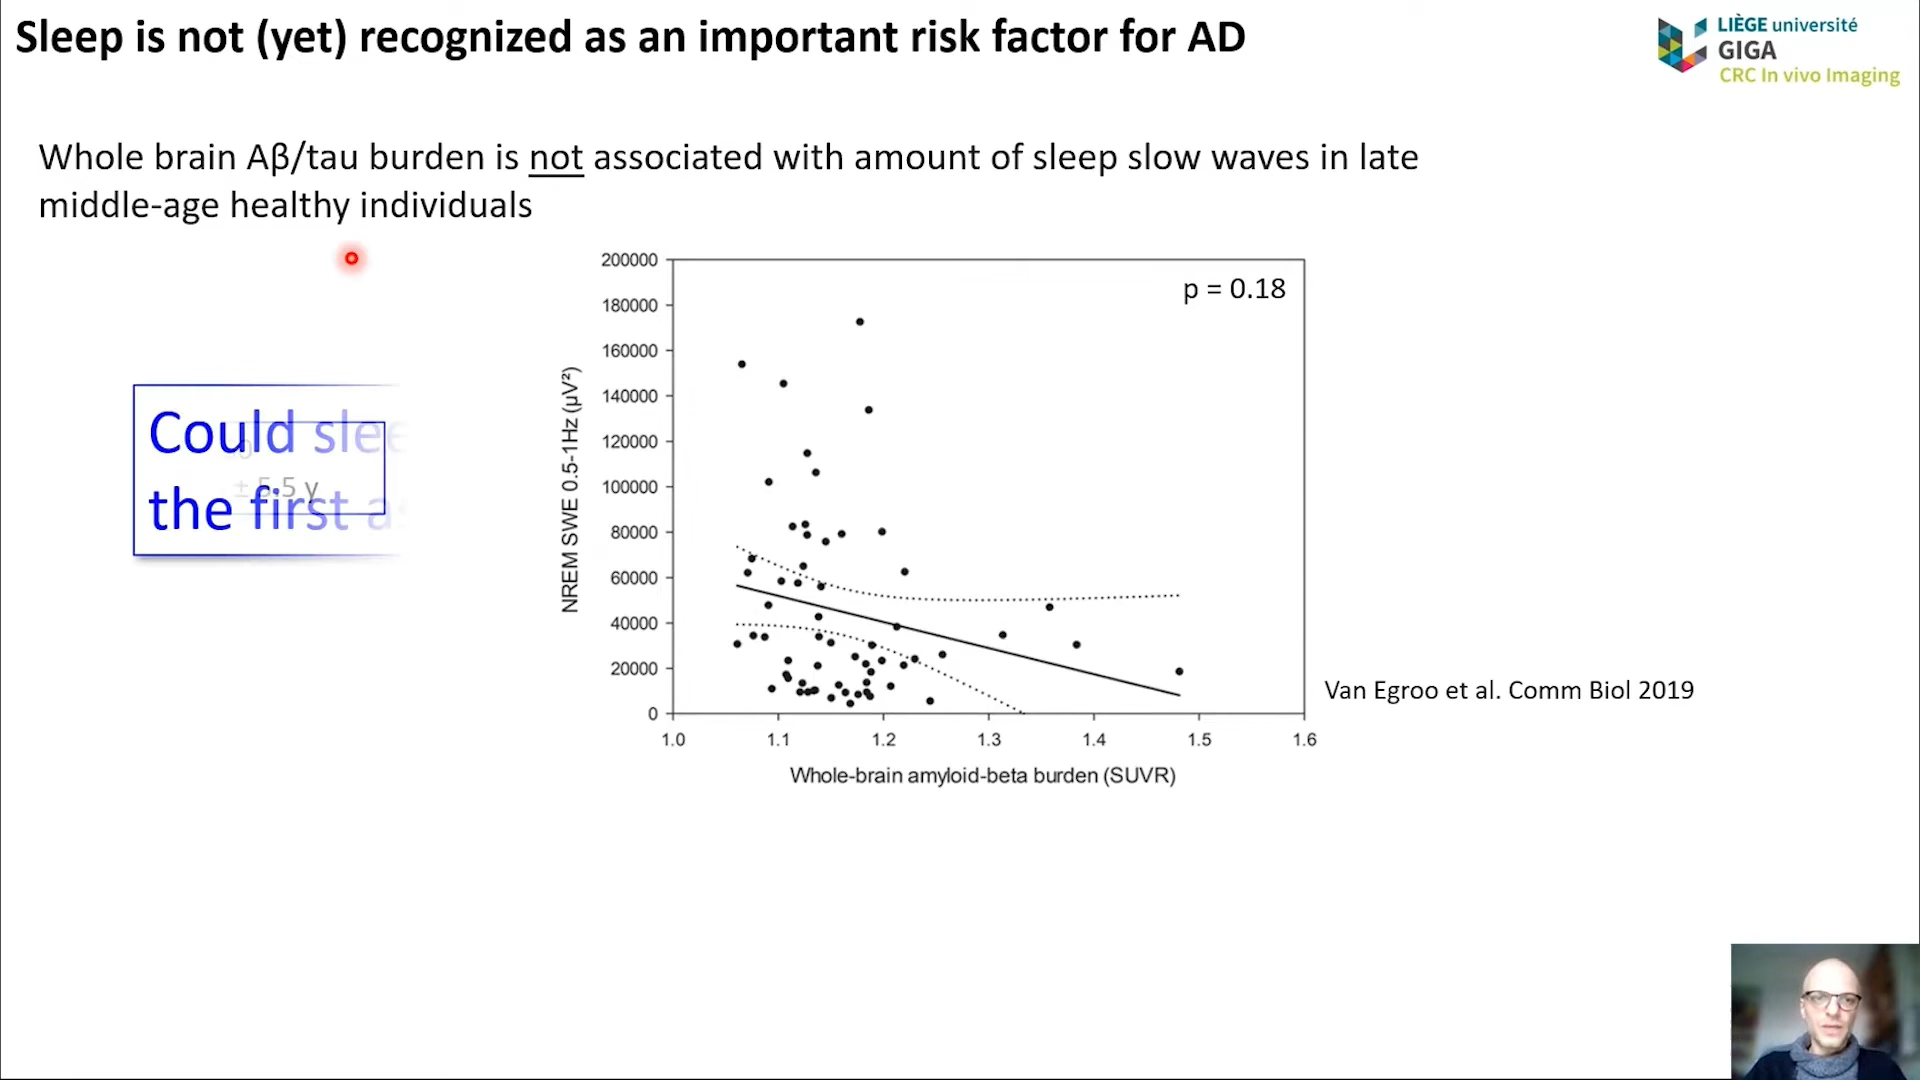 Sleep is not (yet) recognized as an important risk factor for AD
LIÈGE université
GIGA
CRC In vivo Imaging
Whole brain Aβ/tau burden is not associated with amount of sleep slow waves in late
middle-age healthy individuals
Could slee
± 5.5 y
the first a
p = 0.18
NREM SWE 0.5-1Hz (µV²)
200000
180000
160000
140000
120000
100000
80000
60000
40000
20000
0
1.0 1.1 1.2 1.3 1.4 1.5 1.6
Whole-brain amyloid-beta burden (SUVR)
Van Egroo et al. Comm Biol 2019